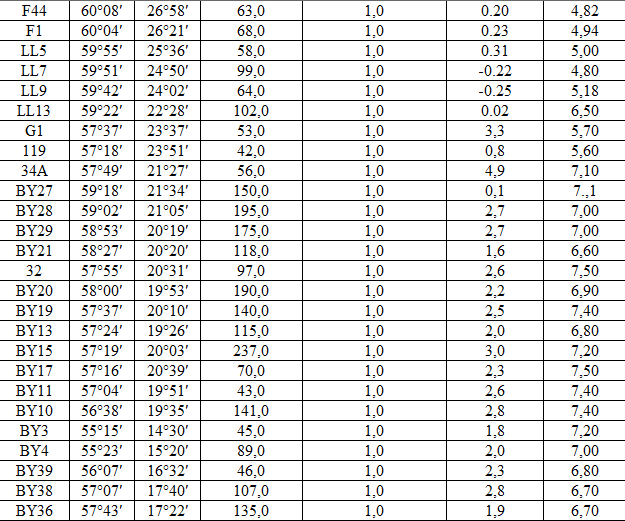 F44 60°08′ 26°58′ 63,0 1,0 0.20 4,82
F1 60°04′ 26°21′ 68,0 1,0 0.23 4,94
LL5 59°55′ 25°36′ 58,0 1,0 0.31 5,00
LL7 59°51′ 24°50′ 99,0 1,0 -0.22 4,80
LL9 59°42′ 24°02′ 64,0 1,0 -0.25 5,18
LL13 59°22′ 22°28′ 102,0 1,0 0.02 6,50
G1 57°37′ 23°37′ 53,0 1,0 3,3 5,70
119 57°18′ 23°51′ 42,0 1,0 0,8 5,60
34A 57°49′ 21°27′ 56,0 1,0 4,9 7,10
BY27 59°18′ 21°34′ 150,0 1,0 0,1 7.,1
BY28 59°02′ 21°05′ 195,0 1,0 2,7 7,00
BY29 58°53′ 20°19′ 175,0 1,0 2,7 7,00
BY21 58°27′ 20°20′ 118,0 1,0 1,6 6,60
32 57°55′ 20°31′ 97,0 1,0 2,6 7,50
BY20 58°00′ 19°53′ 190,0 1,0 2,2 6,90
BY19 57°37′ 20°10′ 140,0 1,0 2,5 7,40
BY13 57°24′ 19°26′ 115,0 1,0 2,0 6,80
BY15 57°19′ 20°03′ 237,0 1,0 3,0 7,20
BY17 57°16′ 20°39′ 70,0 1,0 2,3 7,50
BY11 57°04′ 19°51′ 43,0 1,0 2,6 7,40
BY10 56°38′ 19°35′ 141,0 1,0 2,8 7,40
BY3 55°15′ 14°30′ 45,0 1,0 1,8 7,20
BY4 55°23′ 15°20′ 89,0 1,0 2,0 7,00
BY39 56°07′ 16°32′ 46,0 1,0 2,3 6,80
BY38 57°07′ 17°40′ 107,0 1,0 2,8 6,70
BY36 57°43′ 17°22′ 135,0 1,0 1,9 6,70